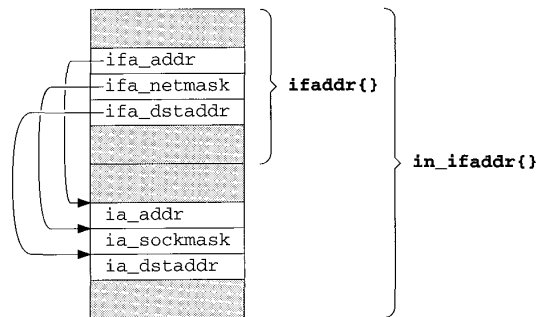 ifa_addr
ifa_netmask
ifa_dstaddr
ifaddr{}
in_ifaddr{}
ia_addr
ia_sockmask
ia_dstaddr